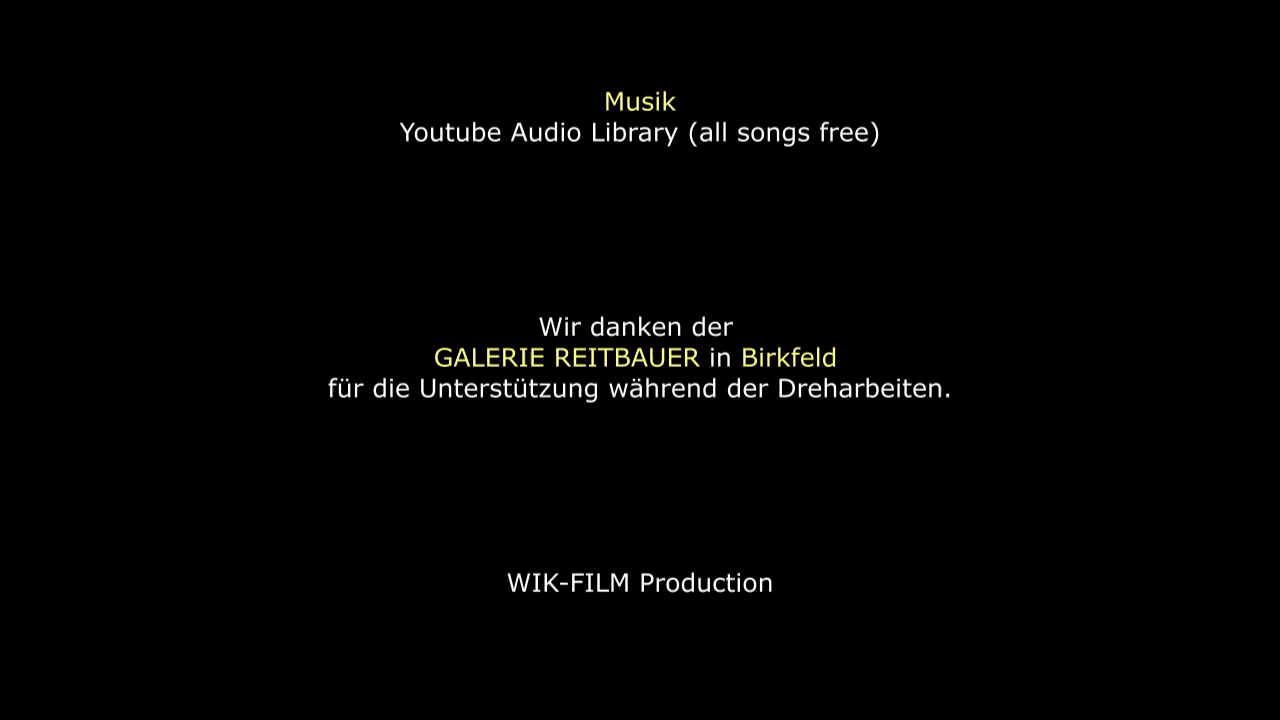 Musik
Youtube Audio Library (all songs free)
Wir danken der
GALERIE REITBAUER in Birkfeld
für die Unterstützung während der Dreharbeiten.
WIK-FILM Production